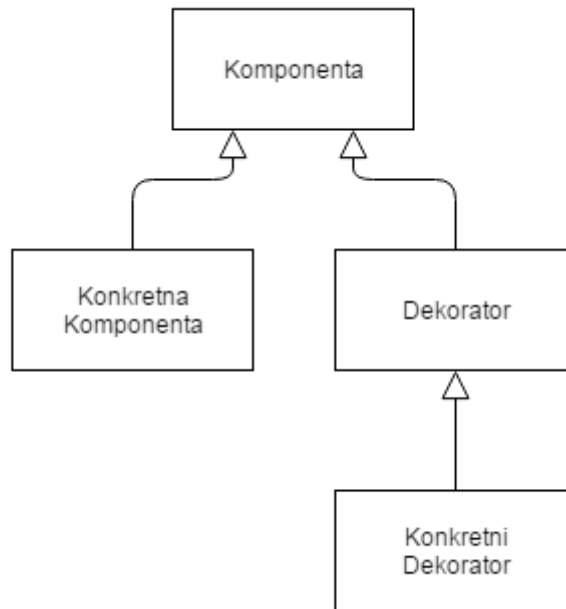 Komponenta
Konkretna
Komponenta
Dekorator
Konkretni
Dekorator